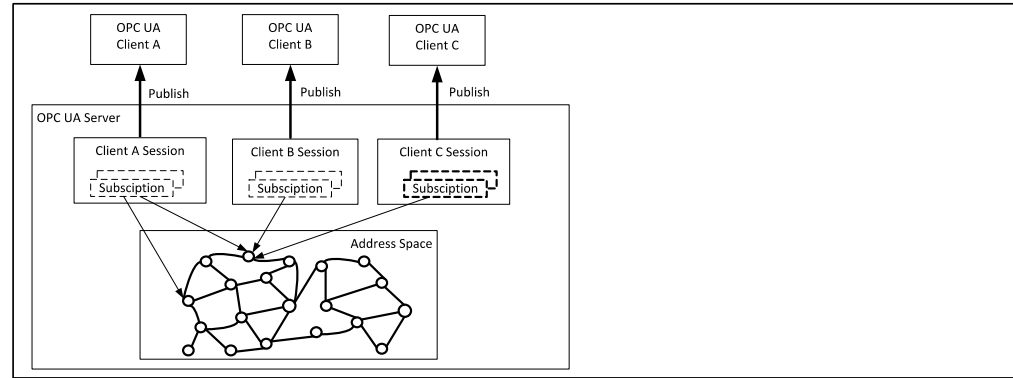 OPC UA
Client A
OPC UA
Client B
OPC UA
Client C
Publish
Publish
Publish
OPC UA Server
Client A Session
Client B Session
Client C Session
Subsciption
Subsciption
Subsciption
Address Space